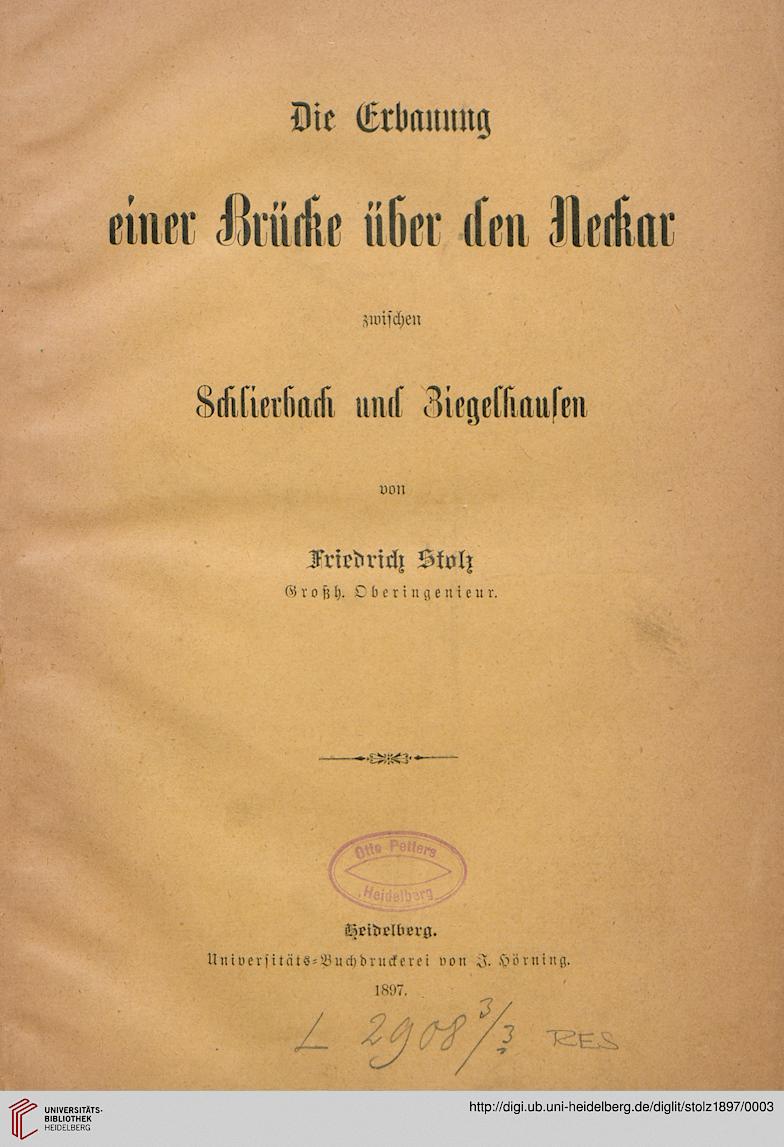 Die Erbauung
einer Brücke über den Neckar
zwischen
Schlierbach und Ziegelhausen
von
Friedrich Stolz
Großh. Oberingenieur.
Otto Petters
Heidelberg
Heidelberg.
Universitäts-Buchdruckerei von J. Hörning.
1897.
L 2908 3/3 RES
UNIVERSITÄTS-
BIBLIOTHEK
HEIDELBERG
http://digi.ub.uni-heidelberg.de/diglit/stolz1897/0003